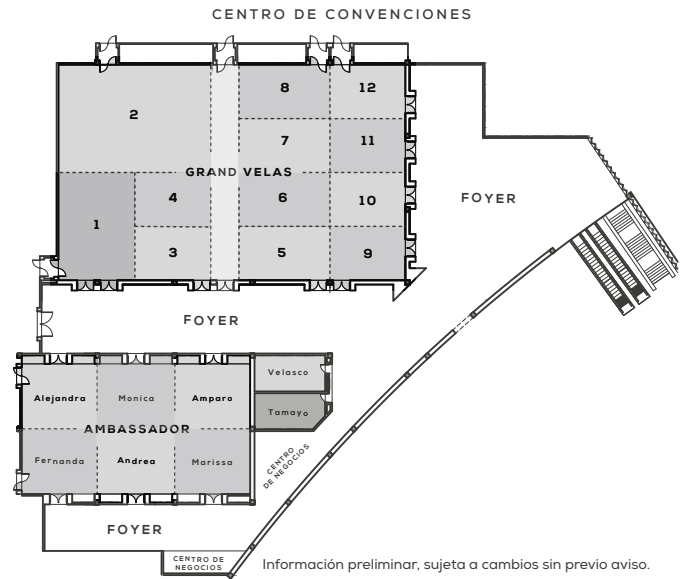 CENTRO DE CONVENCIONES
8
12
2
7
11
GRAND VELAS
4
6
10
FOYER
1
3
5
9
FOYER
Velasco
Alejandra
Monica
Amparo
Tamayo
AMBASSADOR
Fernanda
Andrea
Marissa
CENTRO
DE NEGOCIOS
FOYER
CENTRO DE
NEGOCIOS
Información preliminar, sujeta a cambios sin previo aviso.